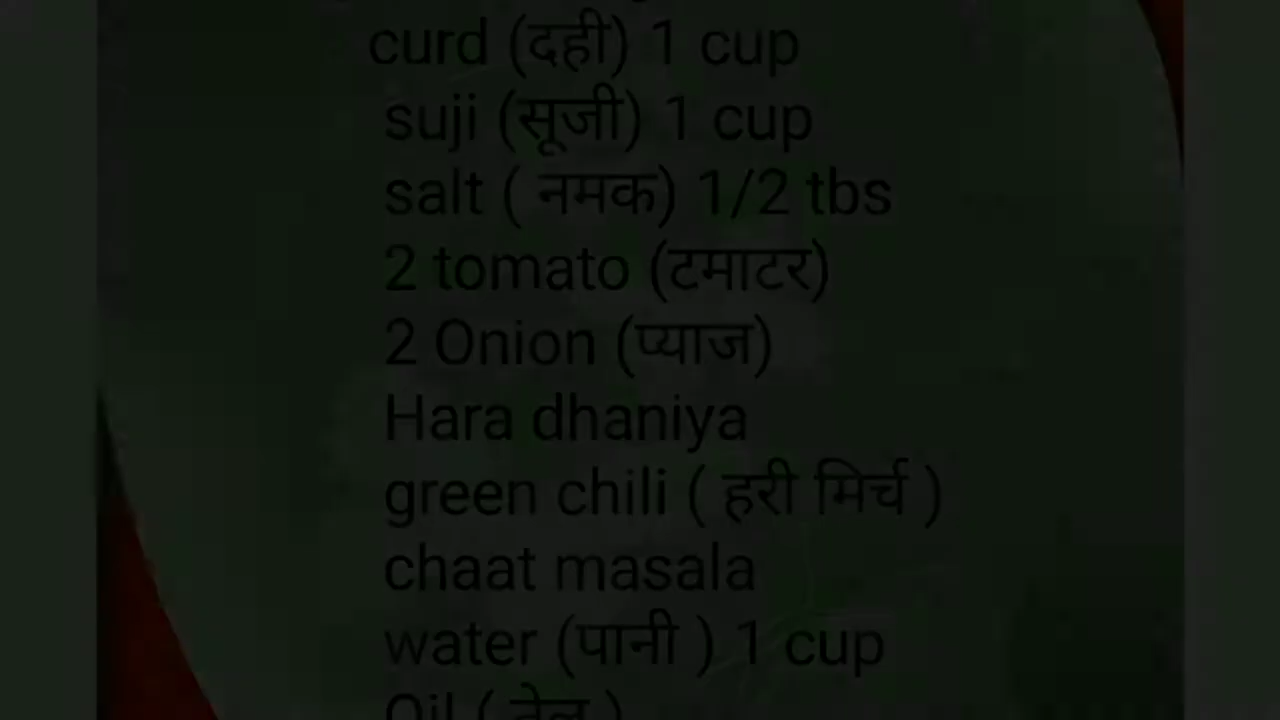 curd (दही) 1 cup
suji (सूजी) 1 cup
salt ( नमक) 1/2 tbs
2 tomato (टमाटर)
2 Onion (प्याज)
Hara dhaniya
green chili ( हरी मिर्च )
chaat masala
water (पानी ) 1 cup
Oil ( तेल )